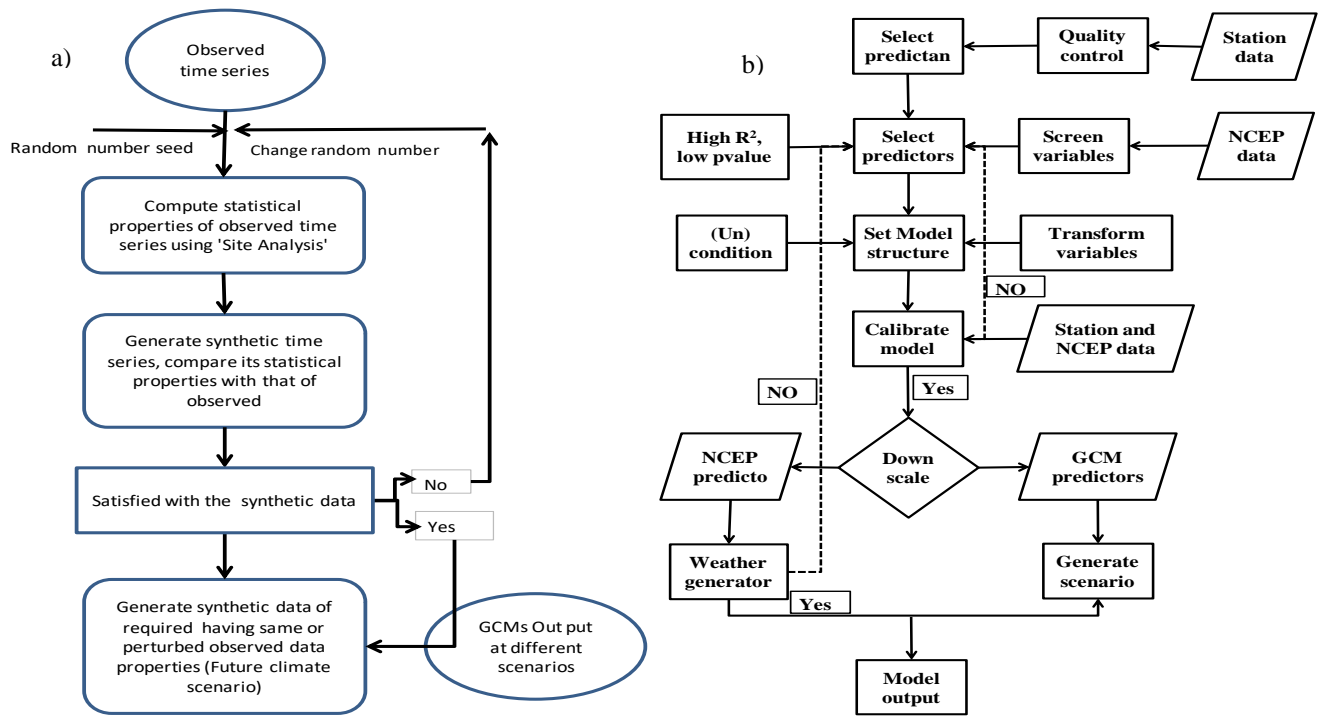 a)
Observed
time series
Random number seed
Change random number
Compute statistical
properties of observed time
series using 'Site Analysis'
Generate synthetic time
series, compare its statistical
properties with that of
observed
Satisfied with the synthetic data
No
Yes
Generate synthetic data of
required having same or
perturbed observed data
properties (Future climate
scenario)
GCMs Out put
at different
scenarios
b)
Select
predictan
Quality
control
Station
data
High R²,
low pvalue
Select
predictors
Screen
variables
NCEP
data
(Un)
condition
Set Model
structure
Transform
variables
NO
Calibrate
model
Station and
NCEP data
NO
Yes
NCEP
predicto
Down
scale
GCM
predictors
Weather
generator
Generate
scenario
Yes
Model
output